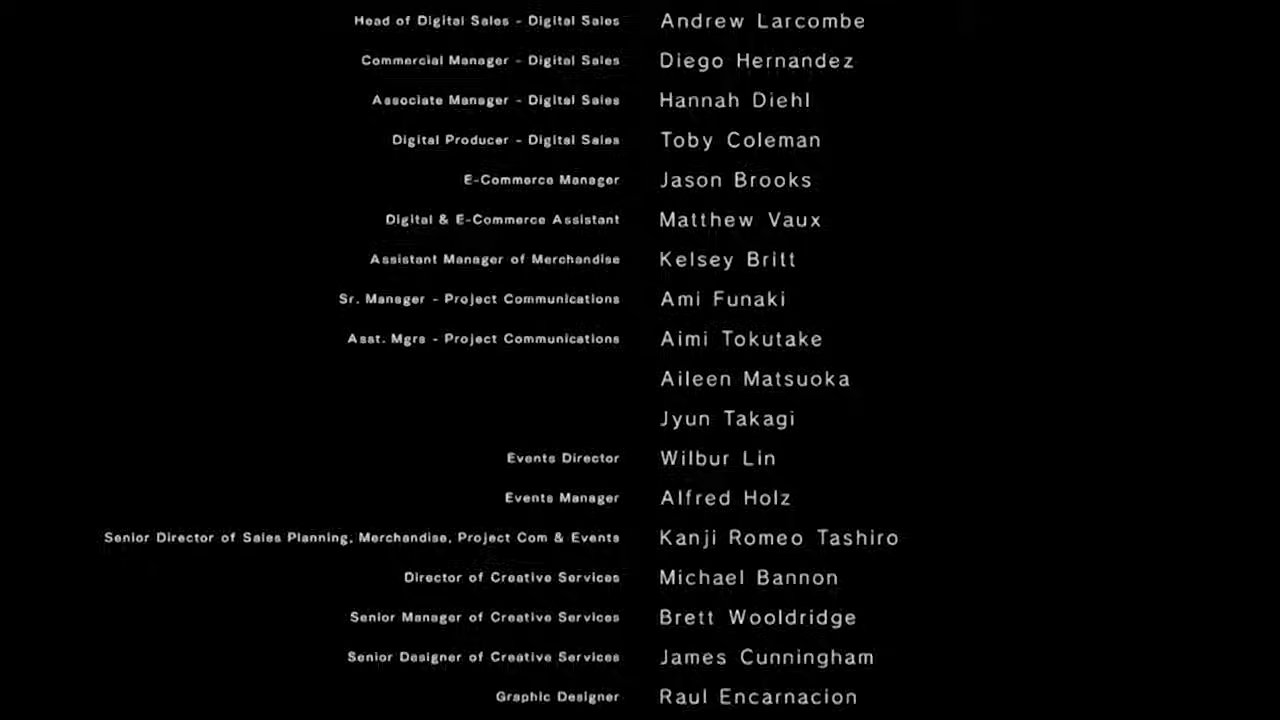 Head of Digital Sales - Digital Sales Andrew Larcombe
Commercial Manager - Digital Sales Diego Hernandez
Associate Manager - Digital Sales Hannah Diehl
Digital Producer - Digital Sales Toby Coleman
E-Commerce Manager Jason Brooks
Digital & E-Commerce Assistant Matthew Vaux
Assistant Manager of Merchandise Kelsey Britt
Sr. Manager - Project Communications Ami Funaki
Asst. Mgrs - Project Communications Aimi Tokutake
Aileen Matsuoka
Jyun Takagi
Events Director Wilbur Lin
Events Manager Alfred Holz
Senior Director of Sales Planning, Merchandise, Project Com & Events Kanji Romeo Tashiro
Director of Creative Services Michael Bannon
Senior Manager of Creative Services Brett Wooldridge
Senior Designer of Creative Services James Cunningham
Graphic Designer Raul Encarnacion